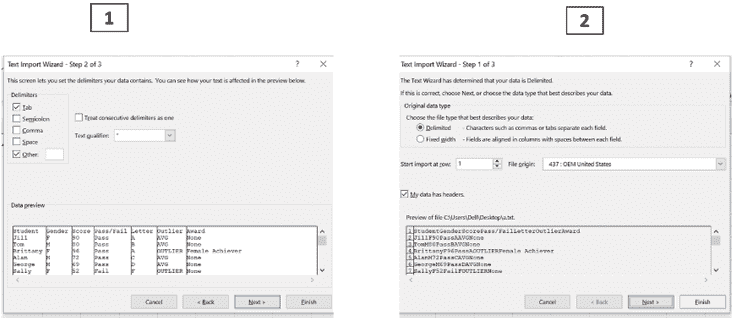 1
Text Import Wizard - Step 2 of 3
? ×
This screen lets you set the delimiters your data contains. You can see how your text is affected in the preview below.
Delimiters
Tab
Semicolon
Comma
Space
Other:
Treat consecutive delimiters as one
Text qualifier: "
Data preview
Student Gender Score Pass/Fail Letter Outlier Award
Jill F 90 Pass A AVG None
Tom M 80 Pass B AVG None
Brittany F 96 Pass A OUTLIER Female Achiever
Alan M 72 Pass C AVG None
George M 69 Pass D AVG None
Sally F 52 Fail F OUTLIER None
Cancel < Back Next > Finish
2
Text Import Wizard - Step 1 of 3
? ×
The Text Wizard has determined that your data is Delimited.
If this is correct, choose Next, or choose the data type that best describes your data.
Original data type
Choose the file type that best describes your data:
Delimited - Characters such as commas or tabs separate each field.
Fixed width - Fields are aligned in columns with spaces between each field.
Start import at row: 1 File origin: 437 : OEM United States
My data has headers.
Preview of file C:\Users\Dell\Desktop\a.txt.
1 StudentGenderScorePass/FailLetterOutlierAward
2 JillF90PassAAVGNone
3 TomM80PassBAVGNone
4 BrittanyF96PassAOUTLIERFemale Achiever
5 AlanM72PassCAVGNone
6 GeorgeM69PassDAVGNone
7 SallyF52FailFOUTLIERNone
Cancel < Back Next > Finish